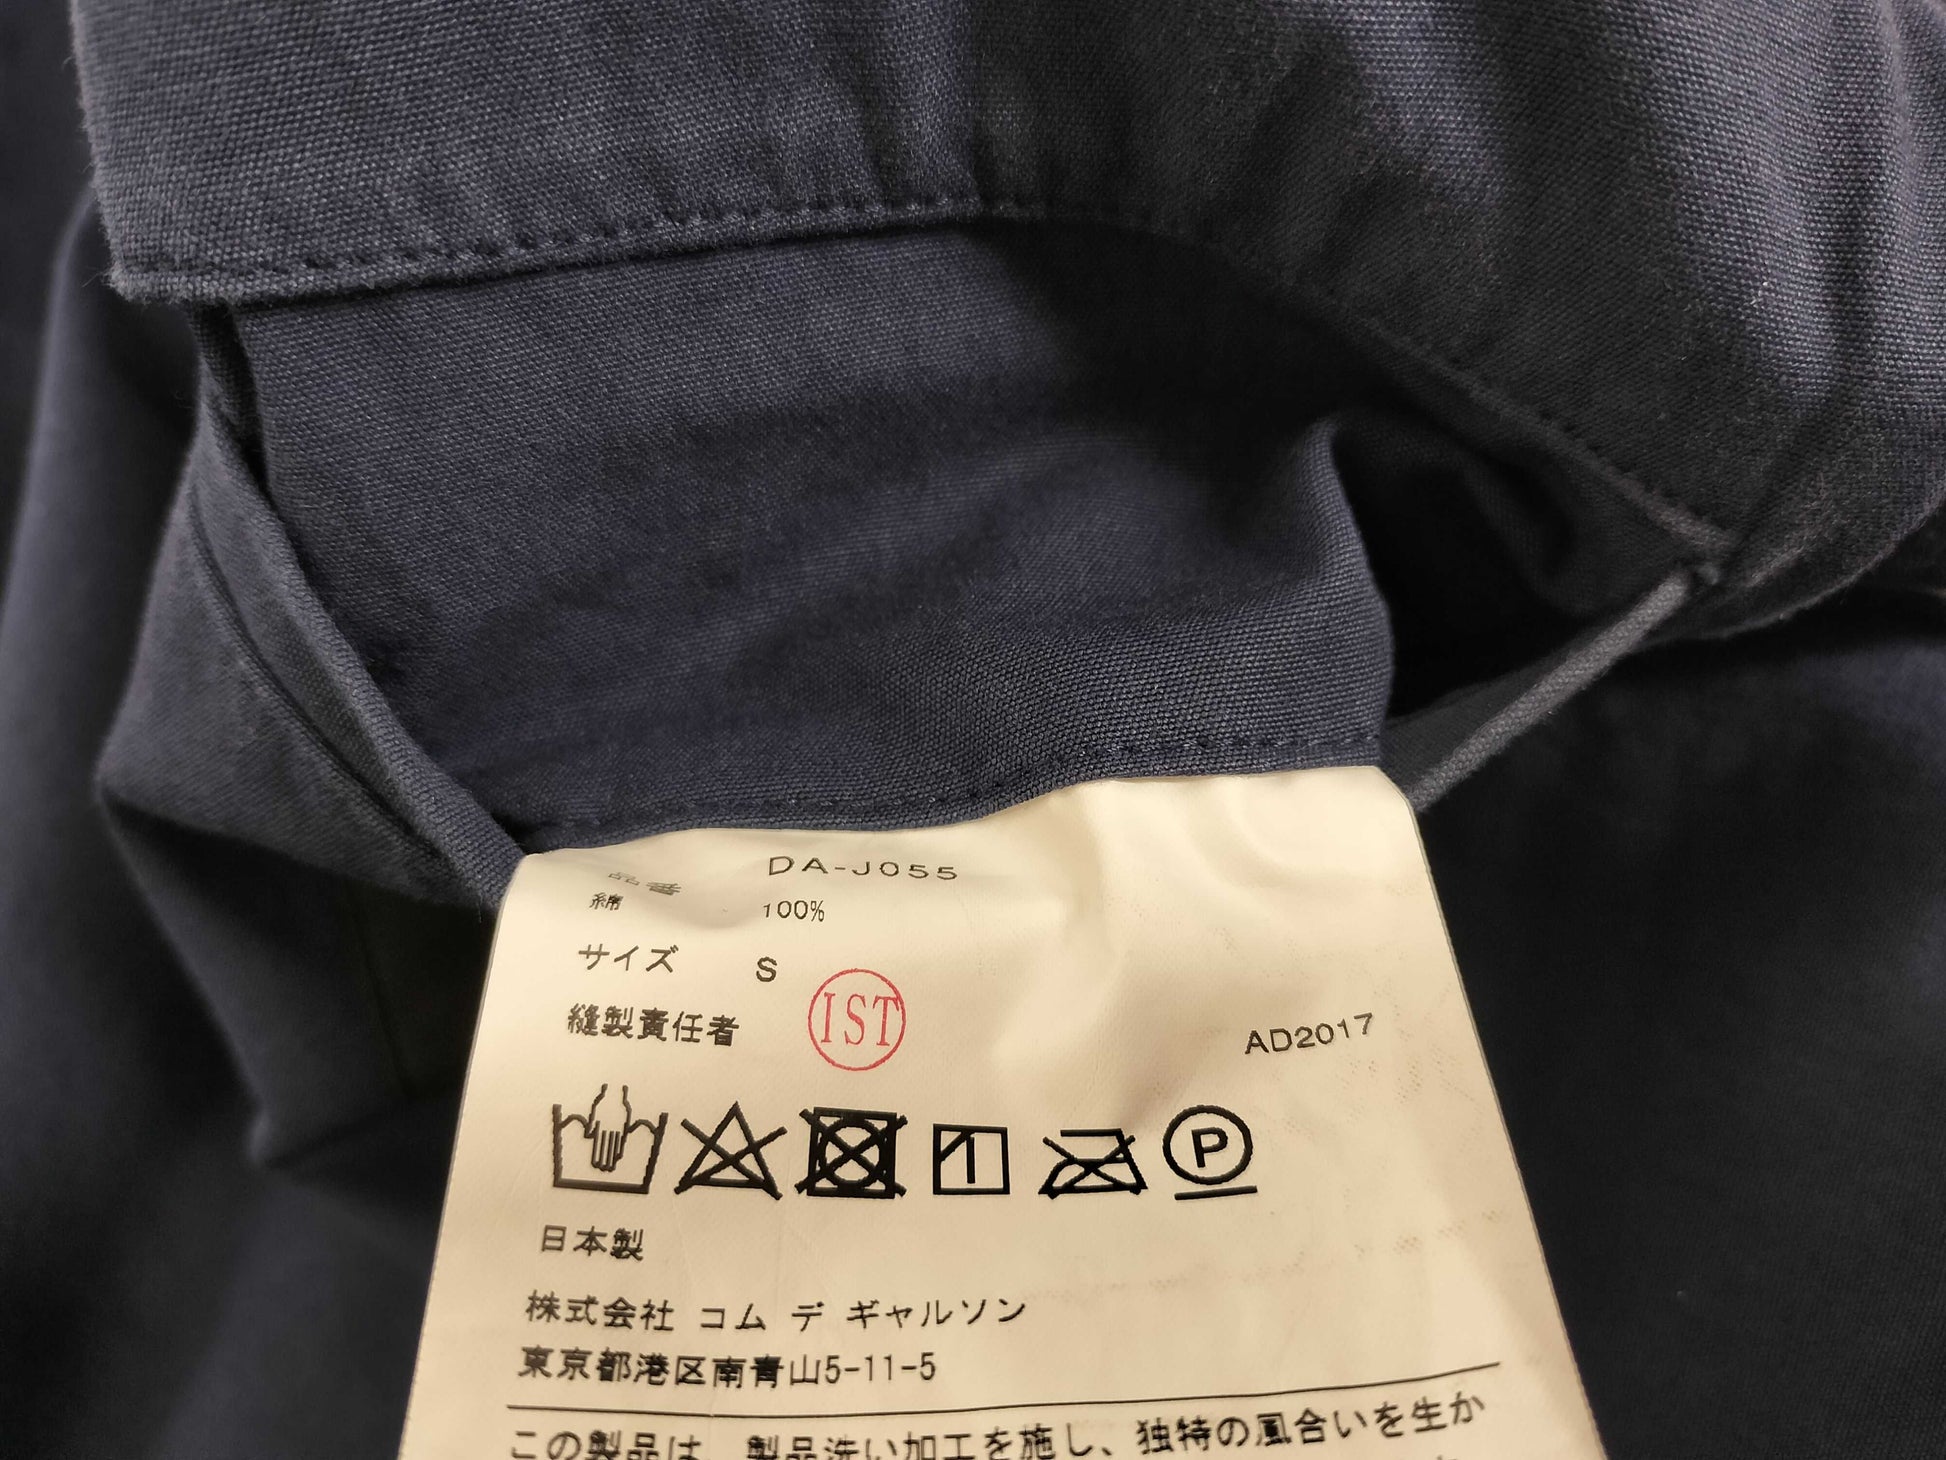 品番 DA-J055
綿 100%
サイズ S
縫製責任者 IST AD2017
P
日本製
株式会社 コム デ ギャルソン
東京都港区南青山5-11-5
この製品は、製品洗い加工を施し、独特の風合いを生か